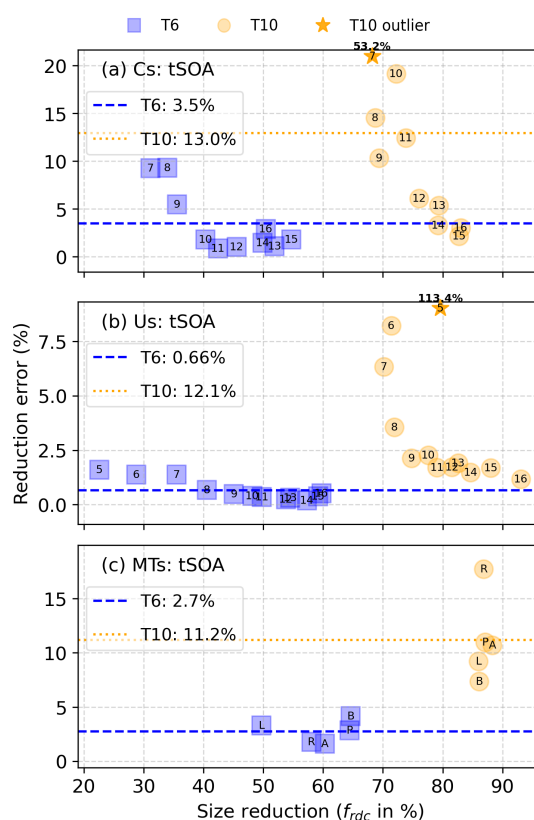 T6 T10 T10 outlier
53.2%
(a) Cs: tSOA
T6: 3.5%
T10: 13.0%
20
15
10
5
0
7 10 8 11 9 7 8 12 9 13 14 16 15 10 11 12 16 14 13 15
113.4%
(b) Us: tSOA
T6: 0.66%
T10: 12.1%
7.5
5.0
2.5
0.0
5 6 7 8 5 6 7 8 9 10 11 12 13 14 15 16 9 10 11 12 13 14 15 16
Reduction error (%)
(c) MTs: tSOA
T6: 2.7%
T10: 11.2%
15
10
5
0
R P A L B L B P R A
20 30 40 50 60 70 80 90
Size reduction (f_rdc in %)